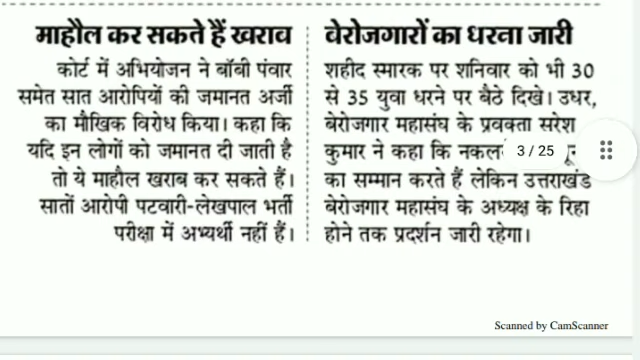 माहौल कर सकते हैं खराब
कोर्ट में अभियोजन ने बॉबी पंवार
समेत सात आरोपियों की जमानत अर्जी
का मौखिक विरोध किया। कहा कि
यदि इन लोगों को जमानत दी जाती है
तो ये माहौल खराब कर सकते हैं।
सातों आरोपी पटवारी-लेखपाल भर्ती
परीक्षा में अभ्यर्थी नहीं हैं।
बेरोजगारों का धरना जारी
शहीद स्मारक पर शनिवार को भी 30
से 35 युवा धरने पर बैठे दिखे। उधर,
बेरोजगार महासंघ के प्रवक्ता सरेश
कुमार ने कहा कि
3 / 25
का सम्मान करते हैं लेकिन उत्तराखंड
बेरोजगार महासंघ के अध्यक्ष के रिहा
होने तक प्रदर्शन जारी रहेगा।
Scanned by CamScanner